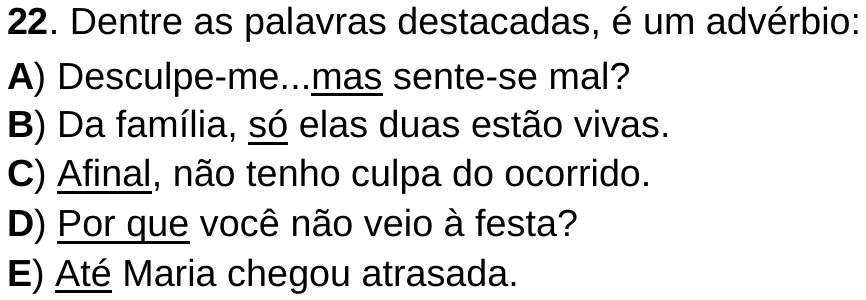 22. Dentre as palavras destacadas, é um advérbio:
A) Desculpe-me...mas sente-se mal?
B) Da família, só elas duas estão vivas.
C) Afinal, não tenho culpa do ocorrido.
D) Por que você não veio à festa?
E) Até Maria chegou atrasada.